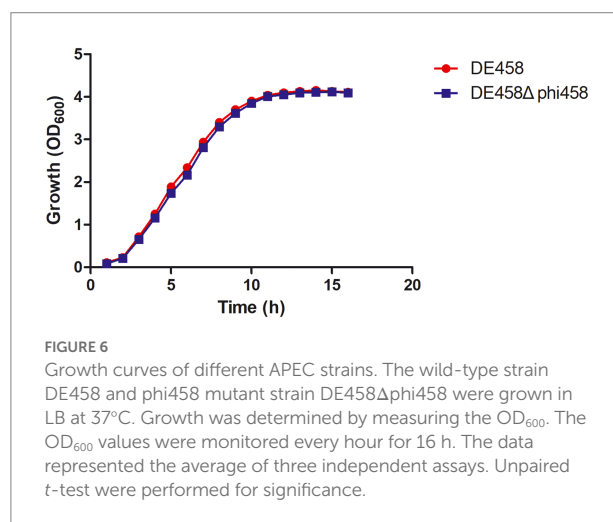 5
4
3
2
1
0
Growth (OD600)
0
5
10
15
20
Time (h)
DE458
DE458Δ phi458
FIGURE 6
Growth curves of different APEC strains. The wild-type strain
DE458 and phi458 mutant strain DE458Δphi458 were grown in
LB at 37°C. Growth was determined by measuring the OD600. The
OD600 values were monitored every hour for 16 h. The data
represented the average of three independent assays. Unpaired
t-test were performed for significance.